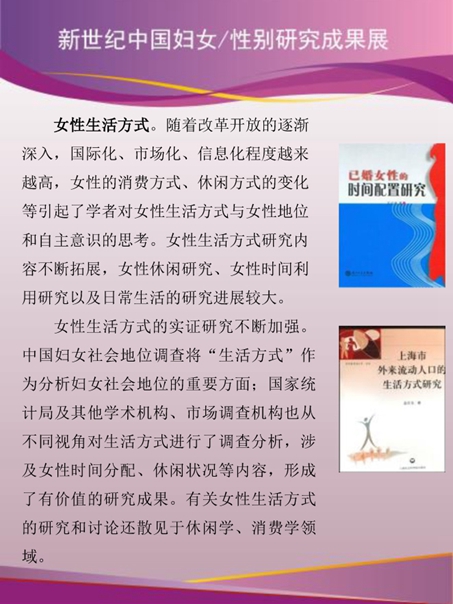 新世纪中国妇女/性别研究成果展
女性生活方式。随着改革开放的逐渐
深入，国际化、市场化、信息化程度越来
越高，女性的消费方式、休闲方式的变化
等引起了学者对女性生活方式与女性地位
和自主意识的思考。女性生活方式研究内
容不断拓展，女性休闲研究、女性时间利
用研究以及日常生活的研究进展较大。
女性生活方式的实证研究不断加强。
中国妇女社会地位调查将“生活方式”作
为分析妇女社会地位的重要方面；国家统
计局及其他学术机构、市场调查机构也从
不同视角对生活方式进行了调查分析，涉
及女性时间分配、休闲状况等内容，形成
了有价值的研究成果。有关女性生活方式
的研究和讨论还散见于休闲学、消费学领
域。
已婚女性的
时间配置研究
上海市
外来流动人口的
生活方式研究